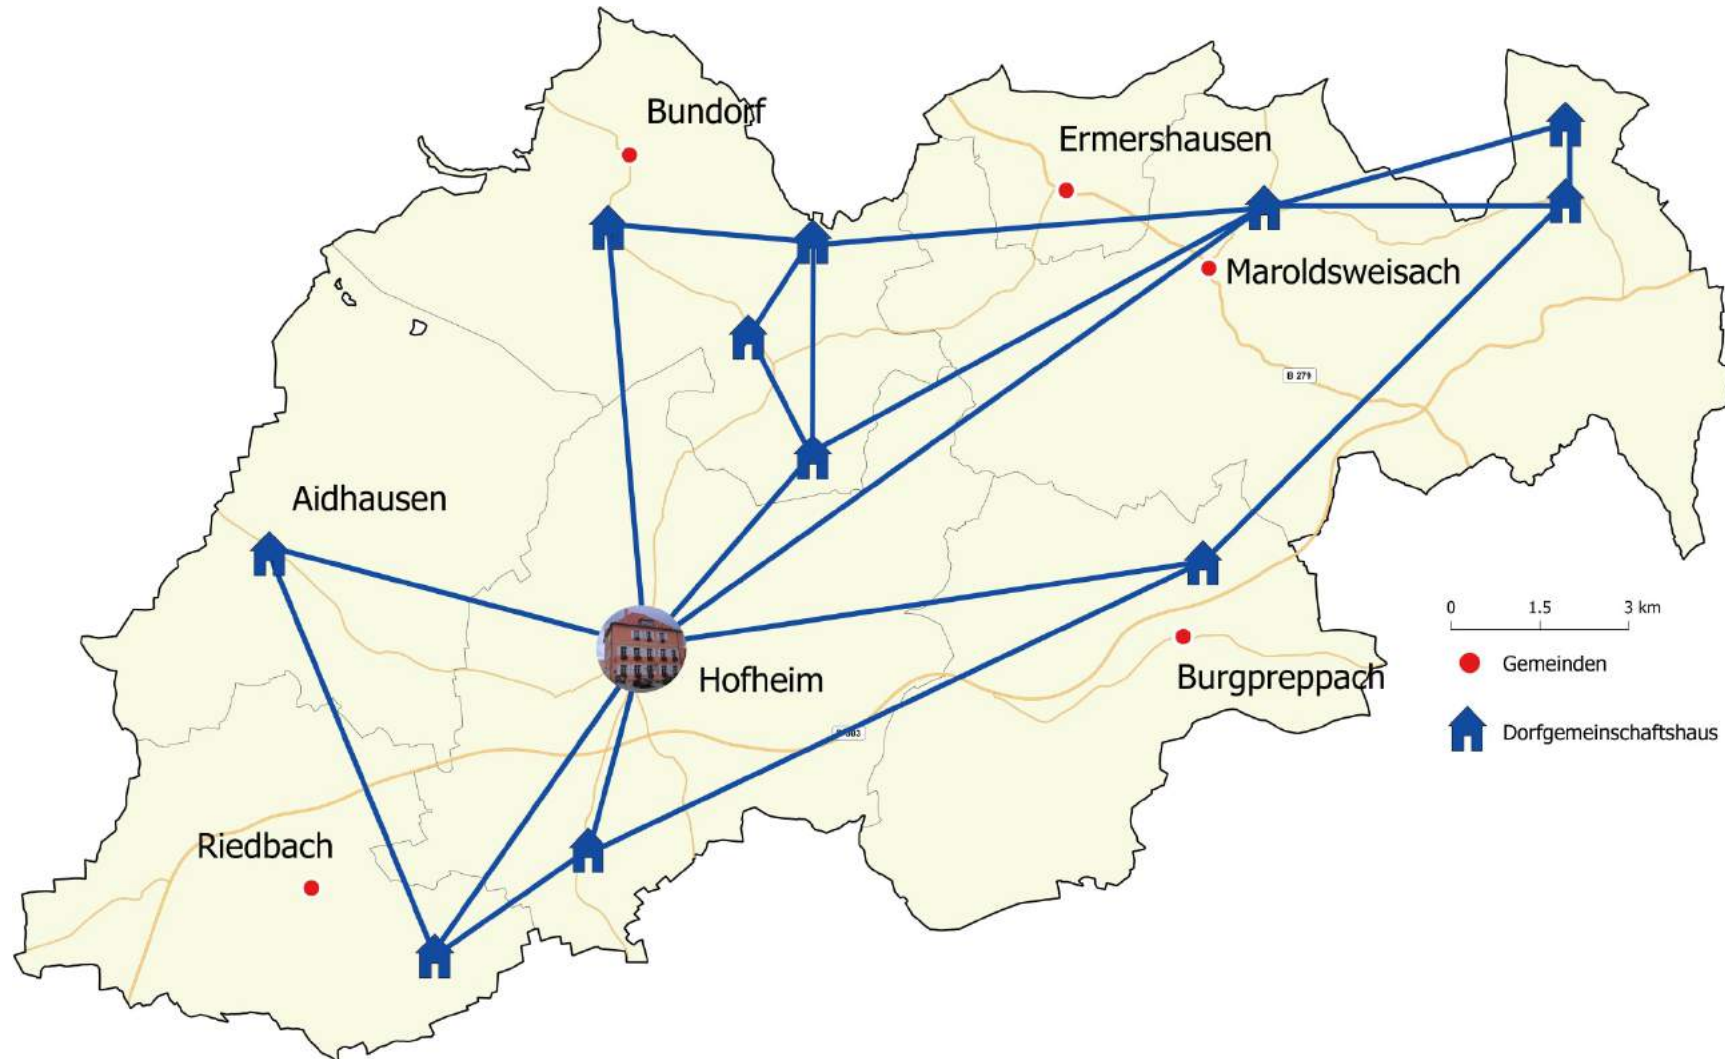 Bundorf
Ermershausen
Maroldsweisach
B 279
Aidhausen
0 1.5 3 km
Gemeinden
Hofheim
Burgpreppach
Dorfgemeinschaftshaus
Riedbach